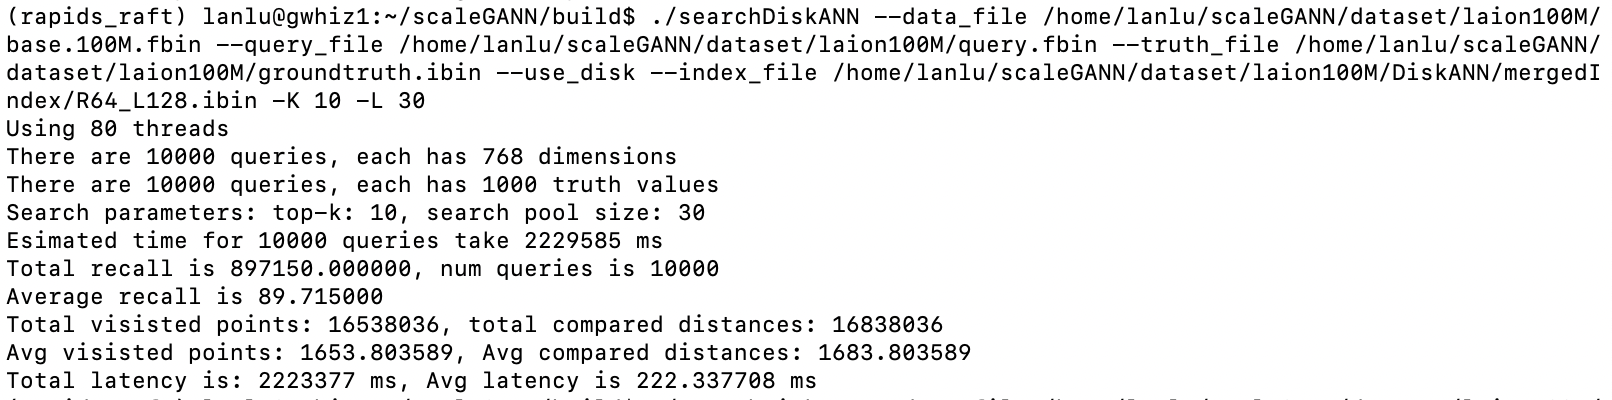 (rapids_raft) lanlu@gwhiz1:~/scaleGANN/build$ ./searchDiskANN --data_file /home/lanlu/scaleGANN/dataset/laion100M/
base.100M.fbin --query_file /home/lanlu/scaleGANN/dataset/laion100M/query.fbin --truth_file /home/lanlu/scaleGANN/
dataset/laion100M/groundtruth.ibin --use_disk --index_file /home/lanlu/scaleGANN/dataset/laion100M/DiskANN/mergedI
ndex/R64_L128.ibin -K 10 -L 30
Using 80 threads
There are 10000 queries, each has 768 dimensions
There are 10000 queries, each has 1000 truth values
Search parameters: top-k: 10, search pool size: 30
Esimated time for 10000 queries take 2229585 ms
Total recall is 897150.000000, num queries is 10000
Average recall is 89.715000
Total visisted points: 16538036, total compared distances: 16838036
Avg visisted points: 1653.803589, Avg compared distances: 1683.803589
Total latency is: 2223377 ms, Avg latency is 222.337708 ms